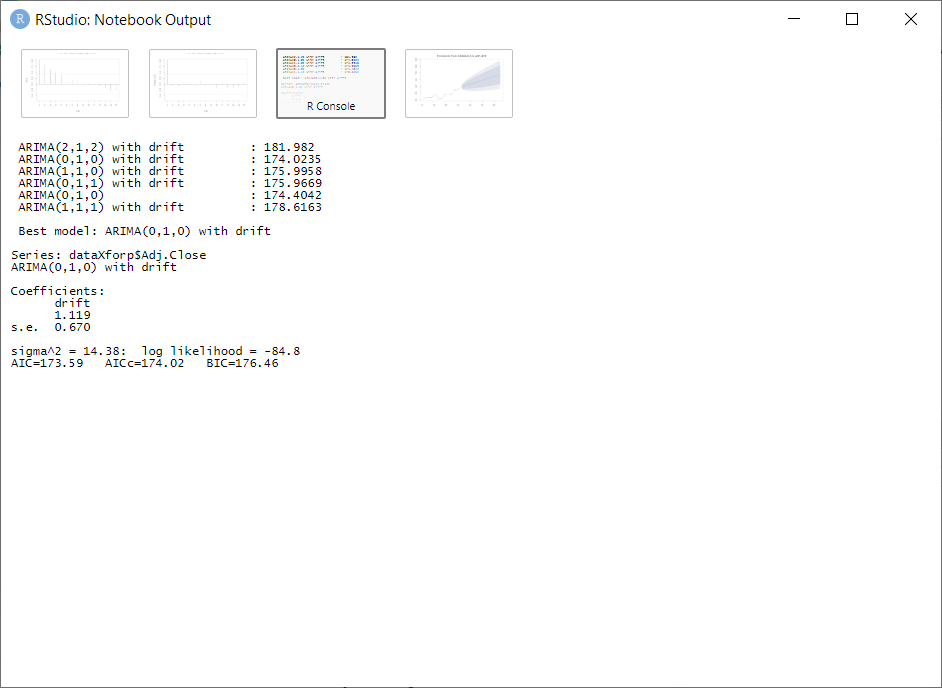 RStudio: Notebook Output
R Console
ARIMA(2,1,2) with drift         : 181.982
ARIMA(0,1,0) with drift         : 174.0235
ARIMA(1,1,0) with drift         : 175.9958
ARIMA(0,1,1) with drift         : 175.9669
ARIMA(0,1,0)                    : 174.4042
ARIMA(1,1,1) with drift         : 178.6163
Best model: ARIMA(0,1,0) with drift
Series: dataXforp$Adj.Close
ARIMA(0,1,0) with drift
Coefficients:
drift
1.119
s.e.  0.670
sigma^2 = 14.38:  log likelihood = -84.8
AIC=173.59   AICc=174.02   BIC=176.46